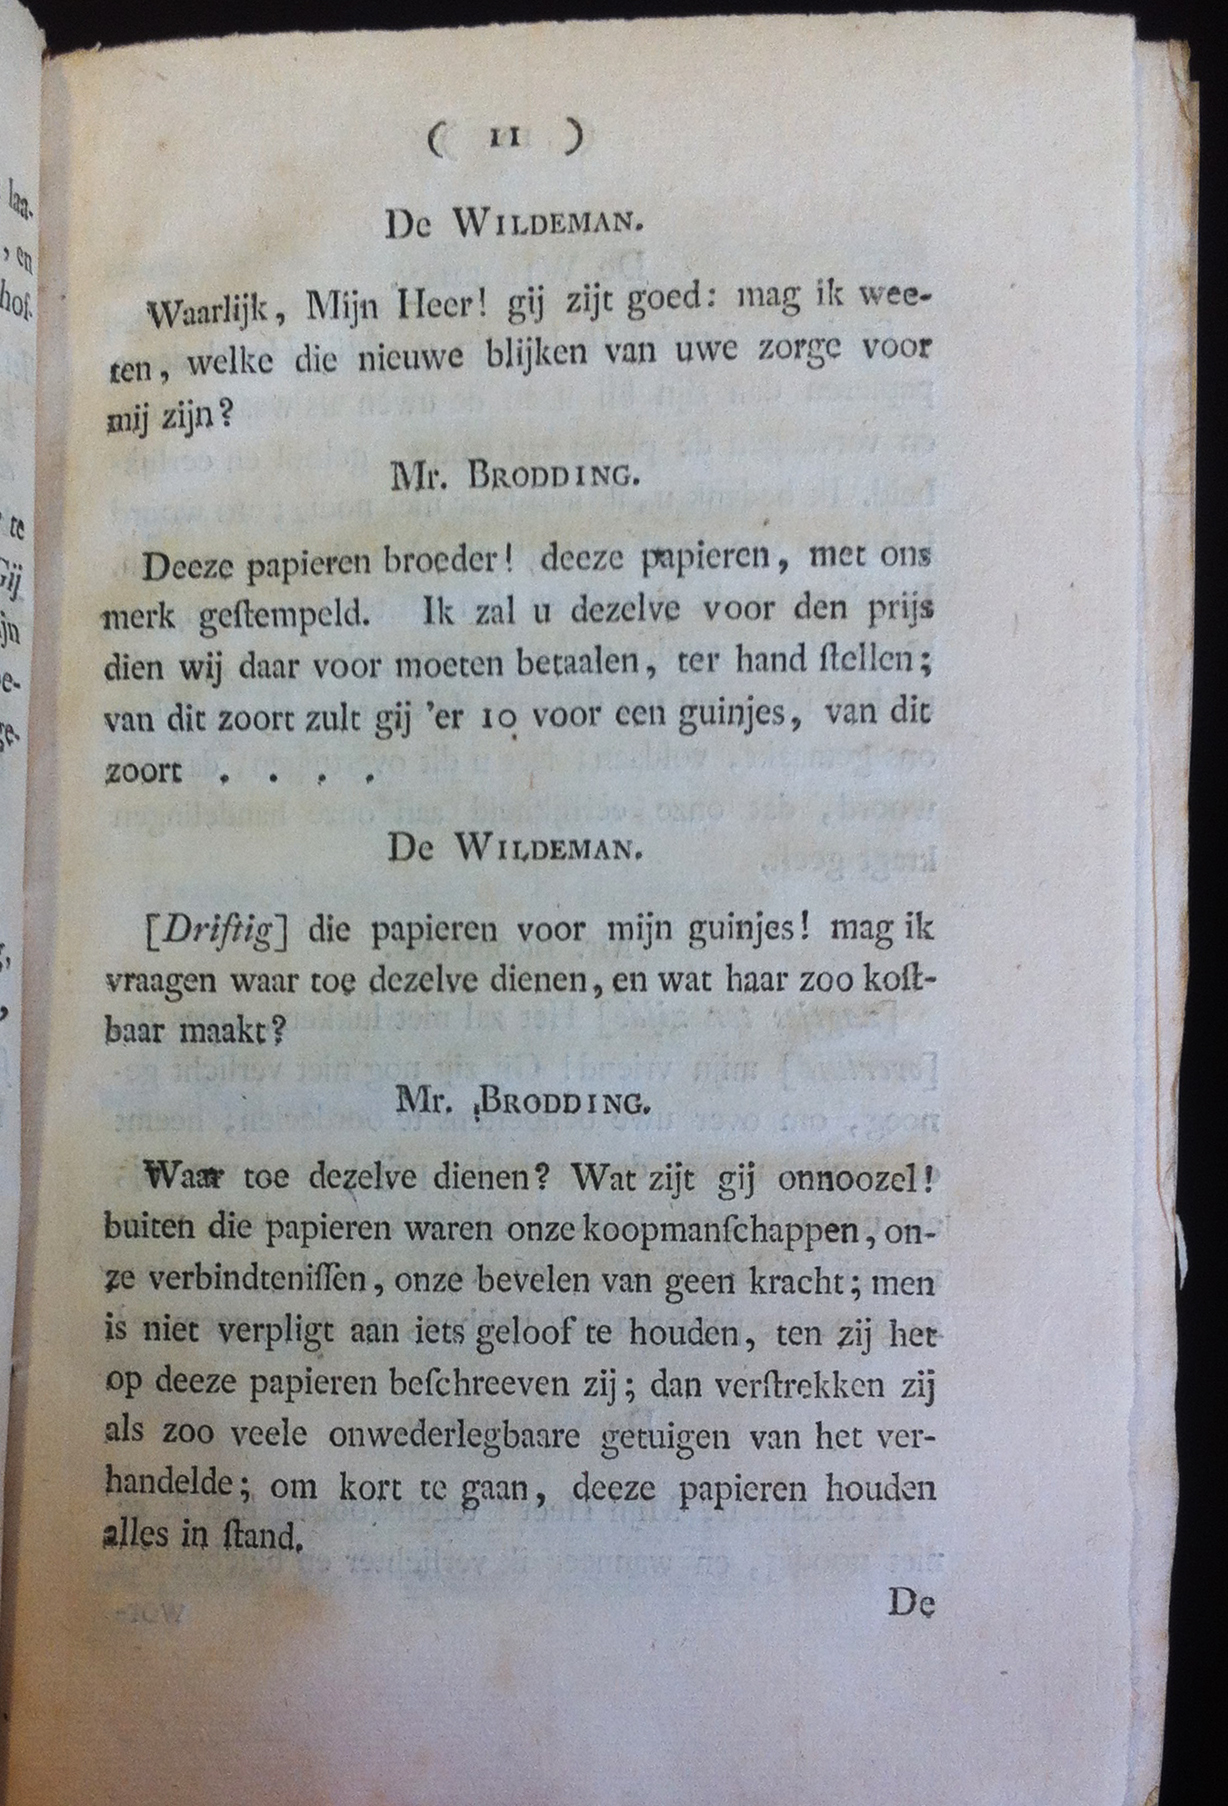 ( 11 )
De WILDEMAN.
Waarlijk, Mijn Heer! gij zijt goed: mag ik wee-
ten, welke die nieuwe blijken van uwe zorge voor
mij zijn?
Mr. BRODDING.
Deeze papieren broeder! deeze papieren, met ons
merk geſtempeld. Ik zal u dezelve voor den prijs
dien wij daar voor moeten betaalen, ter hand ſtellen;
van dit zoort zult gij 'er 10 voor een guinjes, van dit
zoort . . . .
De WILDEMAN.
[Driftig] die papieren voor mijn guinjes! mag ik
vraagen waar toe dezelve dienen, en wat haar zoo koſt-
baar maakt?
Mr. BRODDING.
Waar toe dezelve dienen? Wat zijt gij onnoozel!
buiten die papieren waren onze koopmanſchappen, on-
ze verbindteniſſen, onze bevelen van geen kracht; men
is niet verpligt aan iets geloof te houden, ten zij het
op deeze papieren beſchreeven zij; dan verſtrekken zij
als zoo veele onwederlegbaare getuigen van het ver-
handelde; om kort te gaan, deeze papieren houden
alles in ſtand.
De
laa-
, en
hof-
te
Gij